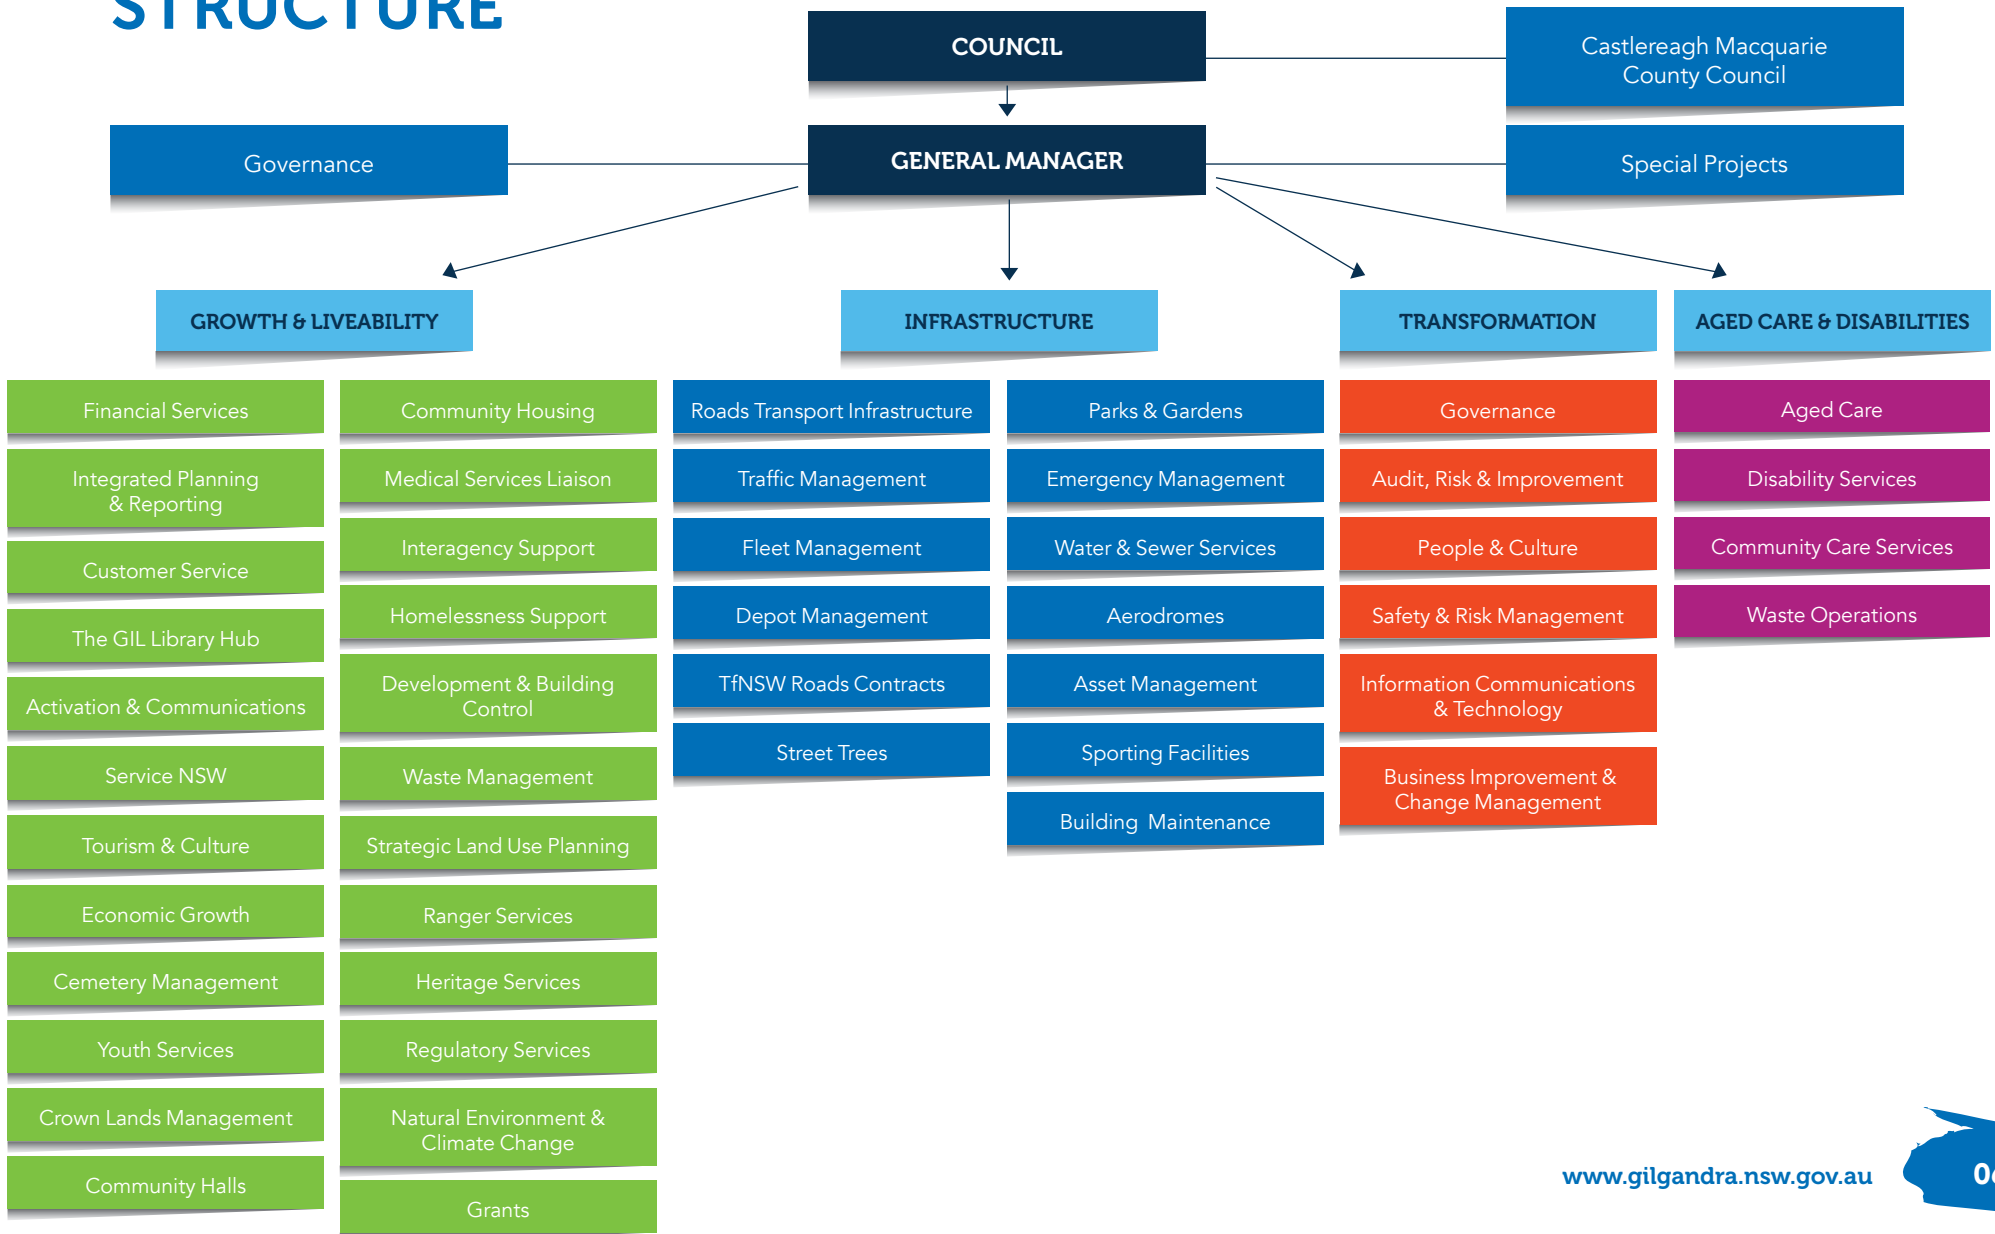 STRUCTURE
COUNCIL
Castlereagh Macquarie
County Council
Governance
GENERAL MANAGER
Special Projects
GROWTH & LIVEABILITY
INFRASTRUCTURE
TRANSFORMATION
AGED CARE & DISABILITIES
Financial Services
Integrated Planning
& Reporting
Customer Service
The GIL Library Hub
Activation & Communications
Service NSW
Tourism & Culture
Economic Growth
Cemetery Management
Youth Services
Crown Lands Management
Community Halls
Community Housing
Medical Services Liaison
Interagency Support
Homelessness Support
Development & Building
Control
Waste Management
Strategic Land Use Planning
Ranger Services
Heritage Services
Regulatory Services
Natural Environment &
Climate Change
Grants
Roads Transport Infrastructure
Traffic Management
Fleet Management
Depot Management
TfNSW Roads Contracts
Street Trees
Parks & Gardens
Emergency Management
Water & Sewer Services
Aerodromes
Asset Management
Sporting Facilities
Building Maintenance
Governance
Audit, Risk & Improvement
People & Culture
Safety & Risk Management
Information Communications
& Technology
Business Improvement &
Change Management
Aged Care
Disability Services
Community Care Services
Waste Operations
www.gilgandra.nsw.gov.au